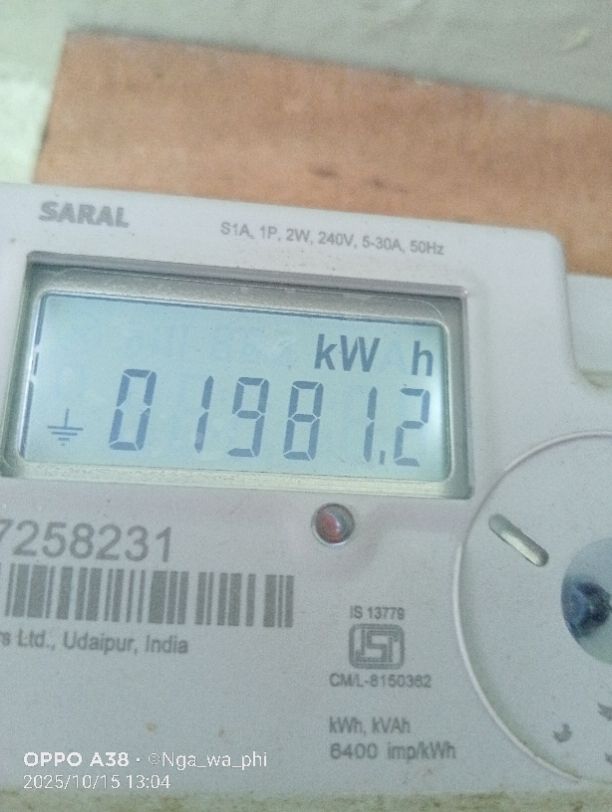 SARAL
S1A, 1P, 2W, 240V, 5-30A, 50Hz
kWh
01981.2
7258231
rs Ltd., Udaipur, India
IS 13779
ISI
CM/L-8150362
kWh, kVAh
6400 imp/kWh
OPPO A38 · ©Nga_wa_phi
2025/10/15 13:04